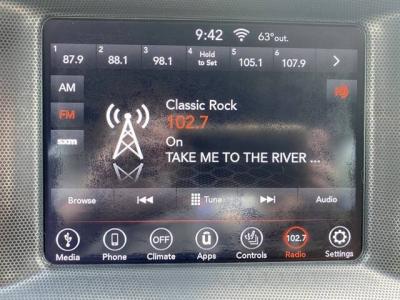 9:42 63° out.
1 87.9 2 88.1 3 98.1 4 Hold to Set 5 105.1 6 107.9
AM
FM
sxm
Classic Rock
102.7
On
TAKE ME TO THE RIVER ...
Browse Tune Audio
OFF 102.7
Media Phone Climate Apps Controls Radio Settings